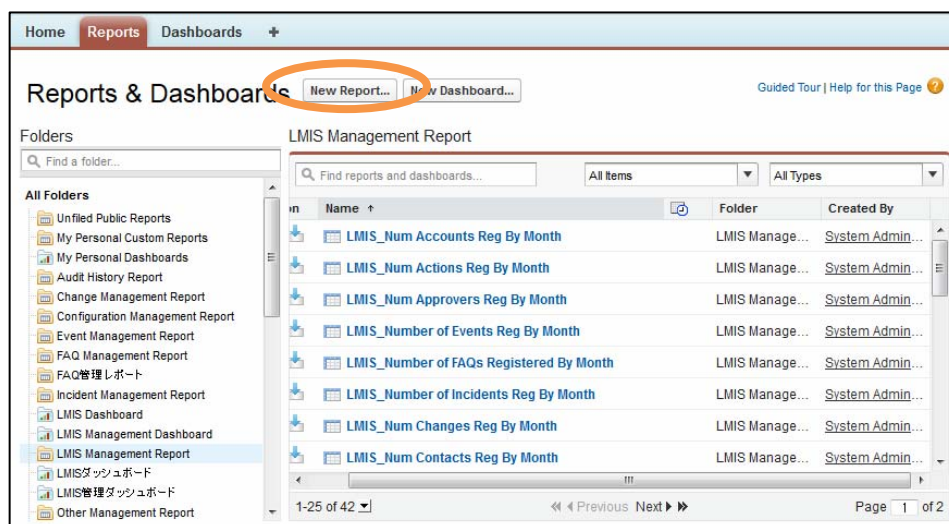 Home Reports Dashboards +
Reports & Dashboards New Report... New Dashboard... Guided Tour | Help for this Page ?
Folders
Find a folder...
All Folders
Unfiled Public Reports
My Personal Custom Reports
My Personal Dashboards
Audit History Report
Change Management Report
Configuration Management Report
Event Management Report
FAQ Management Report
FAQ管理レポート
Incident Management Report
LMIS Dashboard
LMIS Management Dashboard
LMIS Management Report
LMISダッシュボード
LMIS管理ダッシュボード
Other Management Report
LMIS Management Report
Find reports and dashboards... All Items All Types
on Name ↑ Folder Created By
LMIS_Num Accounts Reg By Month LMIS Manage... System Admin...
LMIS_Num Actions Reg By Month LMIS Manage... System Admin...
LMIS_Num Approvers Reg By Month LMIS Manage... System Admin...
LMIS_Number of Events Reg By Month LMIS Manage... System Admin...
LMIS_Number of FAQs Registered By Month LMIS Manage... System Admin...
LMIS_Number of Incidents Reg By Month LMIS Manage... System Admin...
LMIS_Num Changes Reg By Month LMIS Manage... System Admin...
LMIS_Num Contacts Reg By Month LMIS Manage... System Admin...
1-25 of 42 Previous Next Page 1 of 2